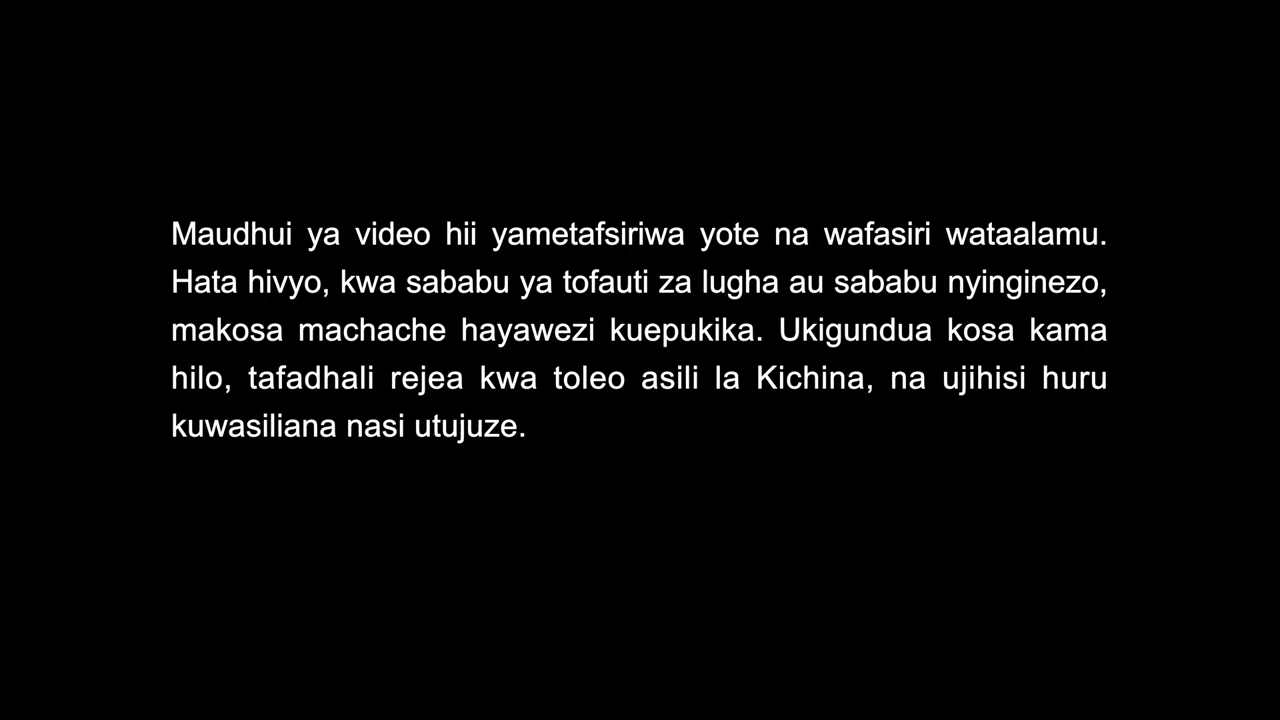 Maudhui ya video hii yametafsiriwa yote na wafasiri wataalamu.
Hata hivyo, kwa sababu ya tofauti za lugha au sababu nyinginezo,
makosa machache hayawezi kuepukika. Ukigundua kosa kama
hilo, tafadhali rejea kwa toleo asili la Kichina, na ujihisi huru
kuwasiliana nasi utujuze.